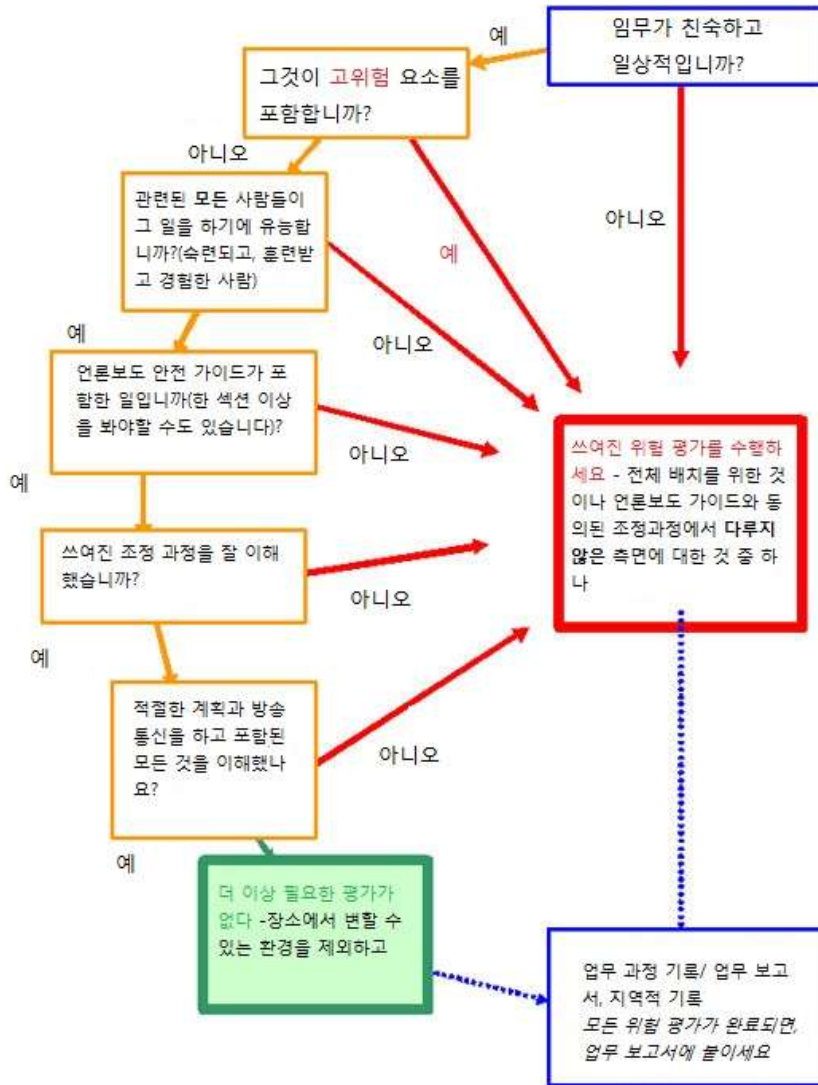 임무가 친숙하고
일상적입니까?
예
그것이 고위험 요소를
포함합니까?
아니오
아니오
관련된 모든 사람들이
그 일을 하기에 유능합
니까?(숙련되고, 훈련받
고 경험한 사람)
예
예
아니오
언론보도 안전 가이드가 포
함한 일입니까(한 섹션 이상
을 봐야할 수도 있습니다)?
예
아니오
쓰여진 위험 평가를 수행하
세요 - 전체 배치를 위한 것
이나 언론보도 가이드와 동
의된 조정과정에서 다루지
않은 측면에 대한 것 중 하
나
쓰여진 조정 과정을 잘 이해
했습니까?
예
아니오
적절한 계획과 방송
통신을 하고 포함된
모든 것을 이해했나
요?
예
아니오
더 이상 필요한 평가가
없다 -장소에서 변할 수
있는 환경을 제외하고
업무 과정 기록/ 업무 보고
서, 지역적 기록
모든 위험 평가가 완료되면,
업무 보고서에 붙이세요